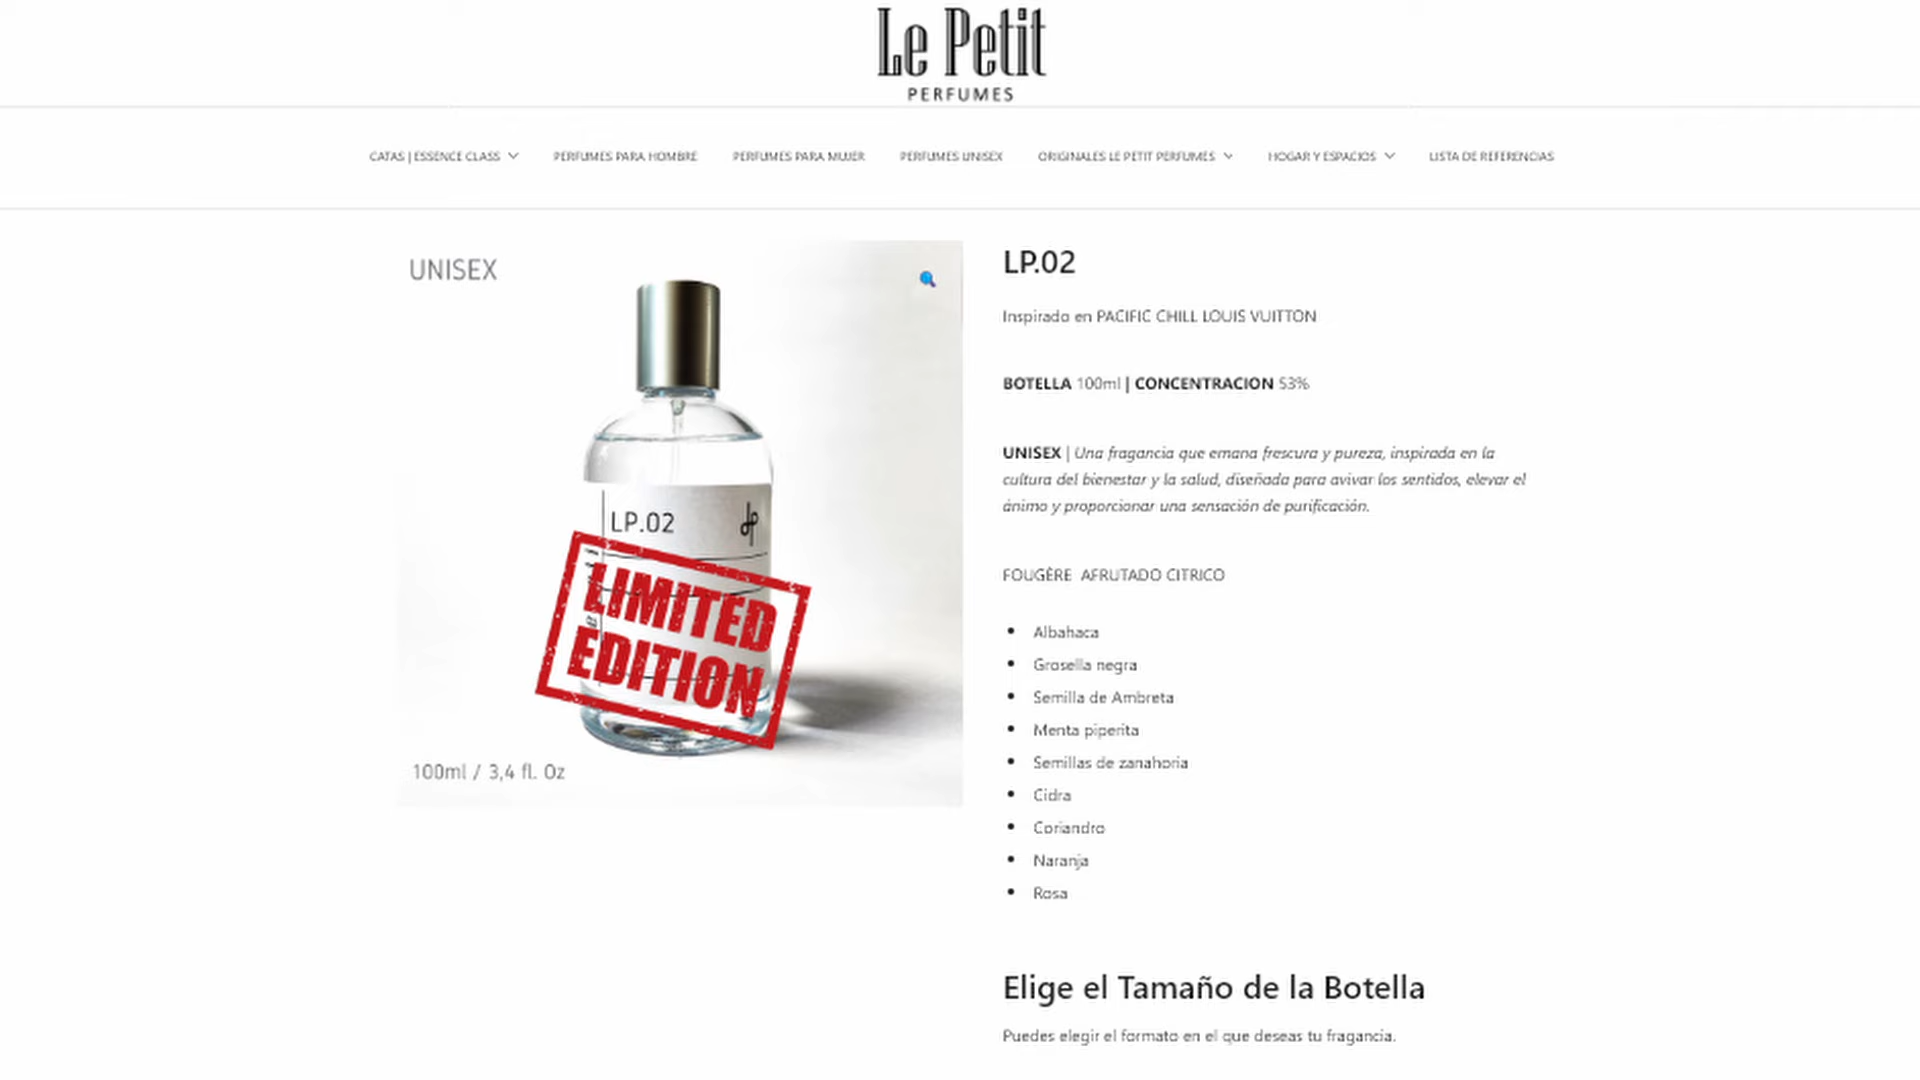 Le Petit
PERFUMES
CATAS | ESSENCE CLASS
PERFUMES PARA HOMBRE
PERFUMES PARA MUJER
PERFUMES UNISEX
ORIGINALES LE PETIT PERFUMES
HOGAR Y ESPACIOS
LISTA DE REFERENCIAS
UNISEX
LP.02
LIMITED
EDITION
100ml / 3,4 fl. Oz
LP.02
Inspirado en PACIFIC CHILL LOUIS VUITTON
BOTELLA 100ml | CONCENTRACION 53%
UNISEX | Una fragancia que emana frescura y pureza, inspirada en la
cultura del bienestar y la salud, diseñada para avivar los sentidos, elevar el
ánimo y proporcionar una sensación de purificación.
FOUGÈRE AFRUTADO CITRICO
Albahaca
Grosella negra
Semilla de Ambreta
Menta piperita
Semillas de zanahoria
Cidra
Coriandro
Naranja
Rosa
Elige el Tamaño de la Botella
Puedes elegir el formato en el que deseas tu fragancia.